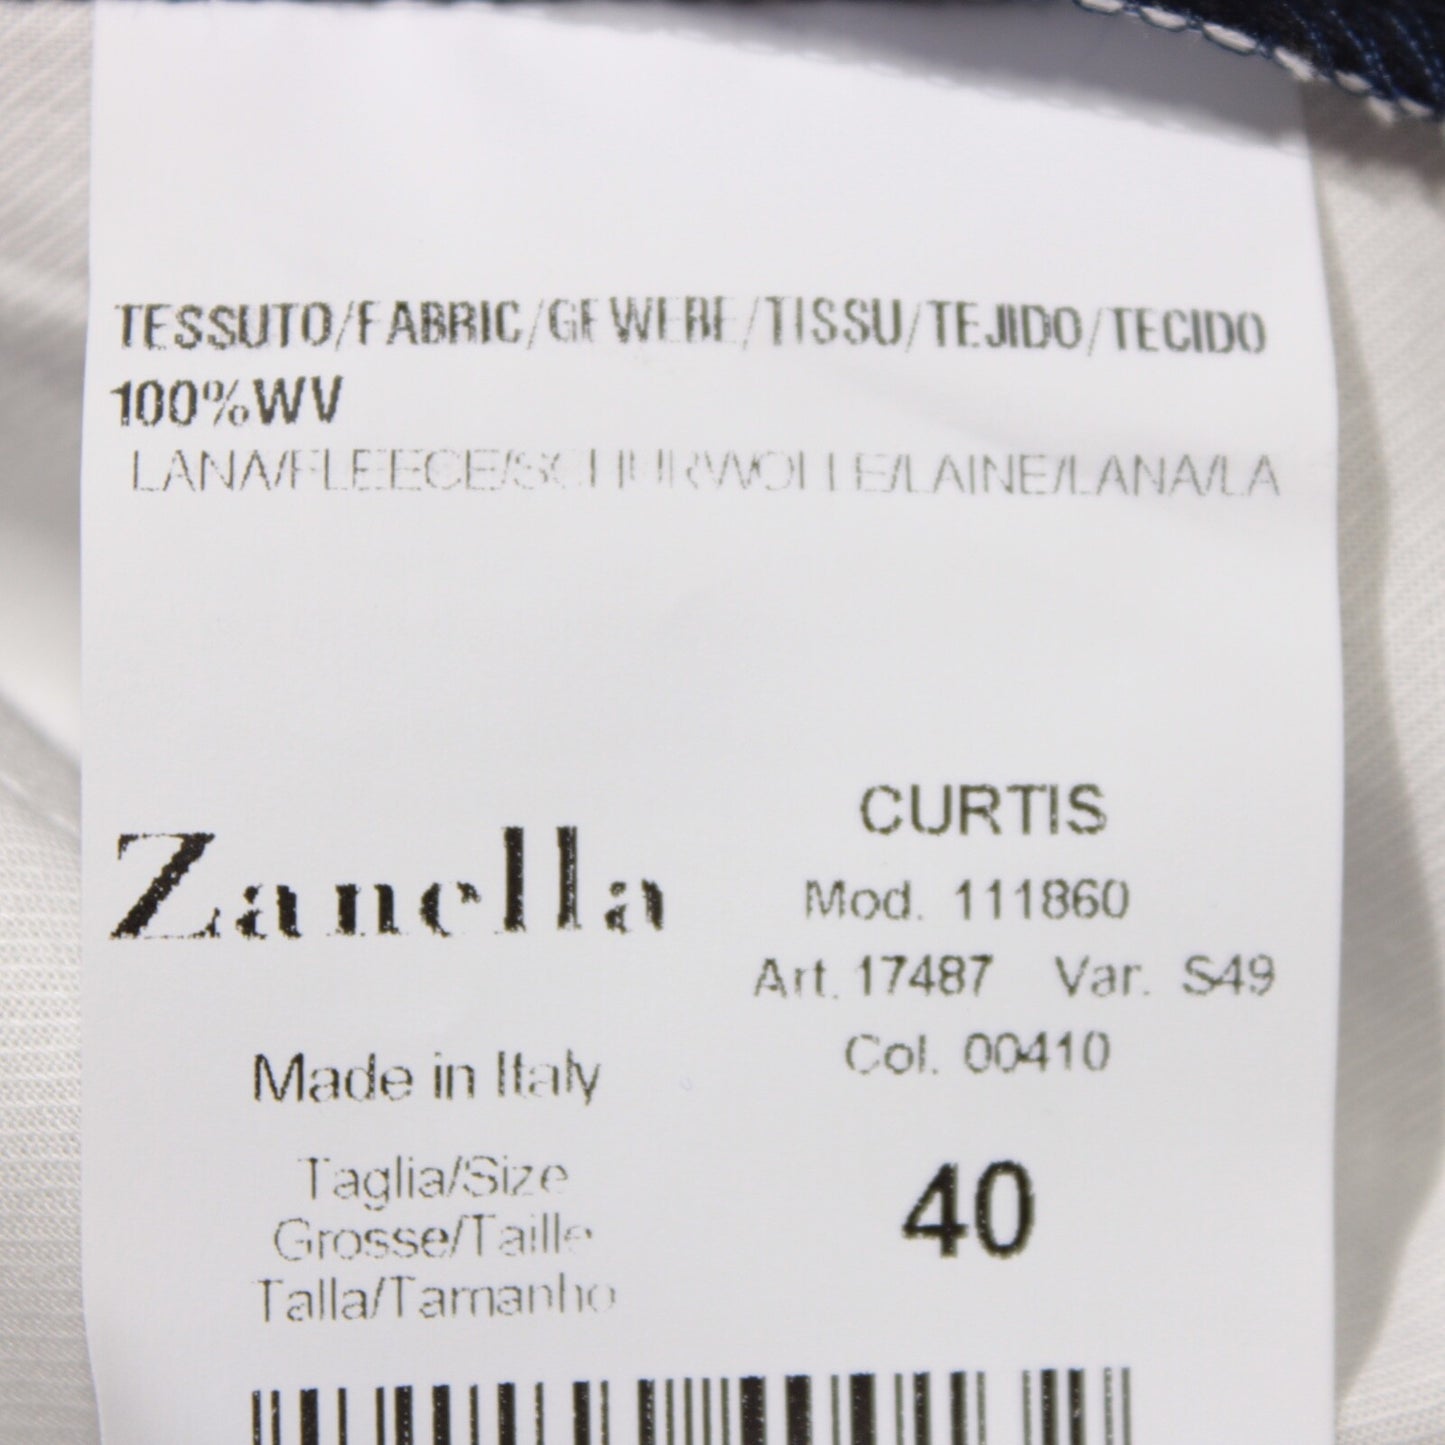 TESSUTO/FABRIC/GEWEBE/TISSU/TEJIDO/TECIDO
100%WV
LANA/FLEECE/SCHURWOLLE/LAINE/LANA/LA
Zanella
CURTIS
Mod. 111860
Art. 17487 Var. S49
Col. 00410
Made in Italy
Taglia/Size
Grosse/Taille
Talla/Tamanho
40